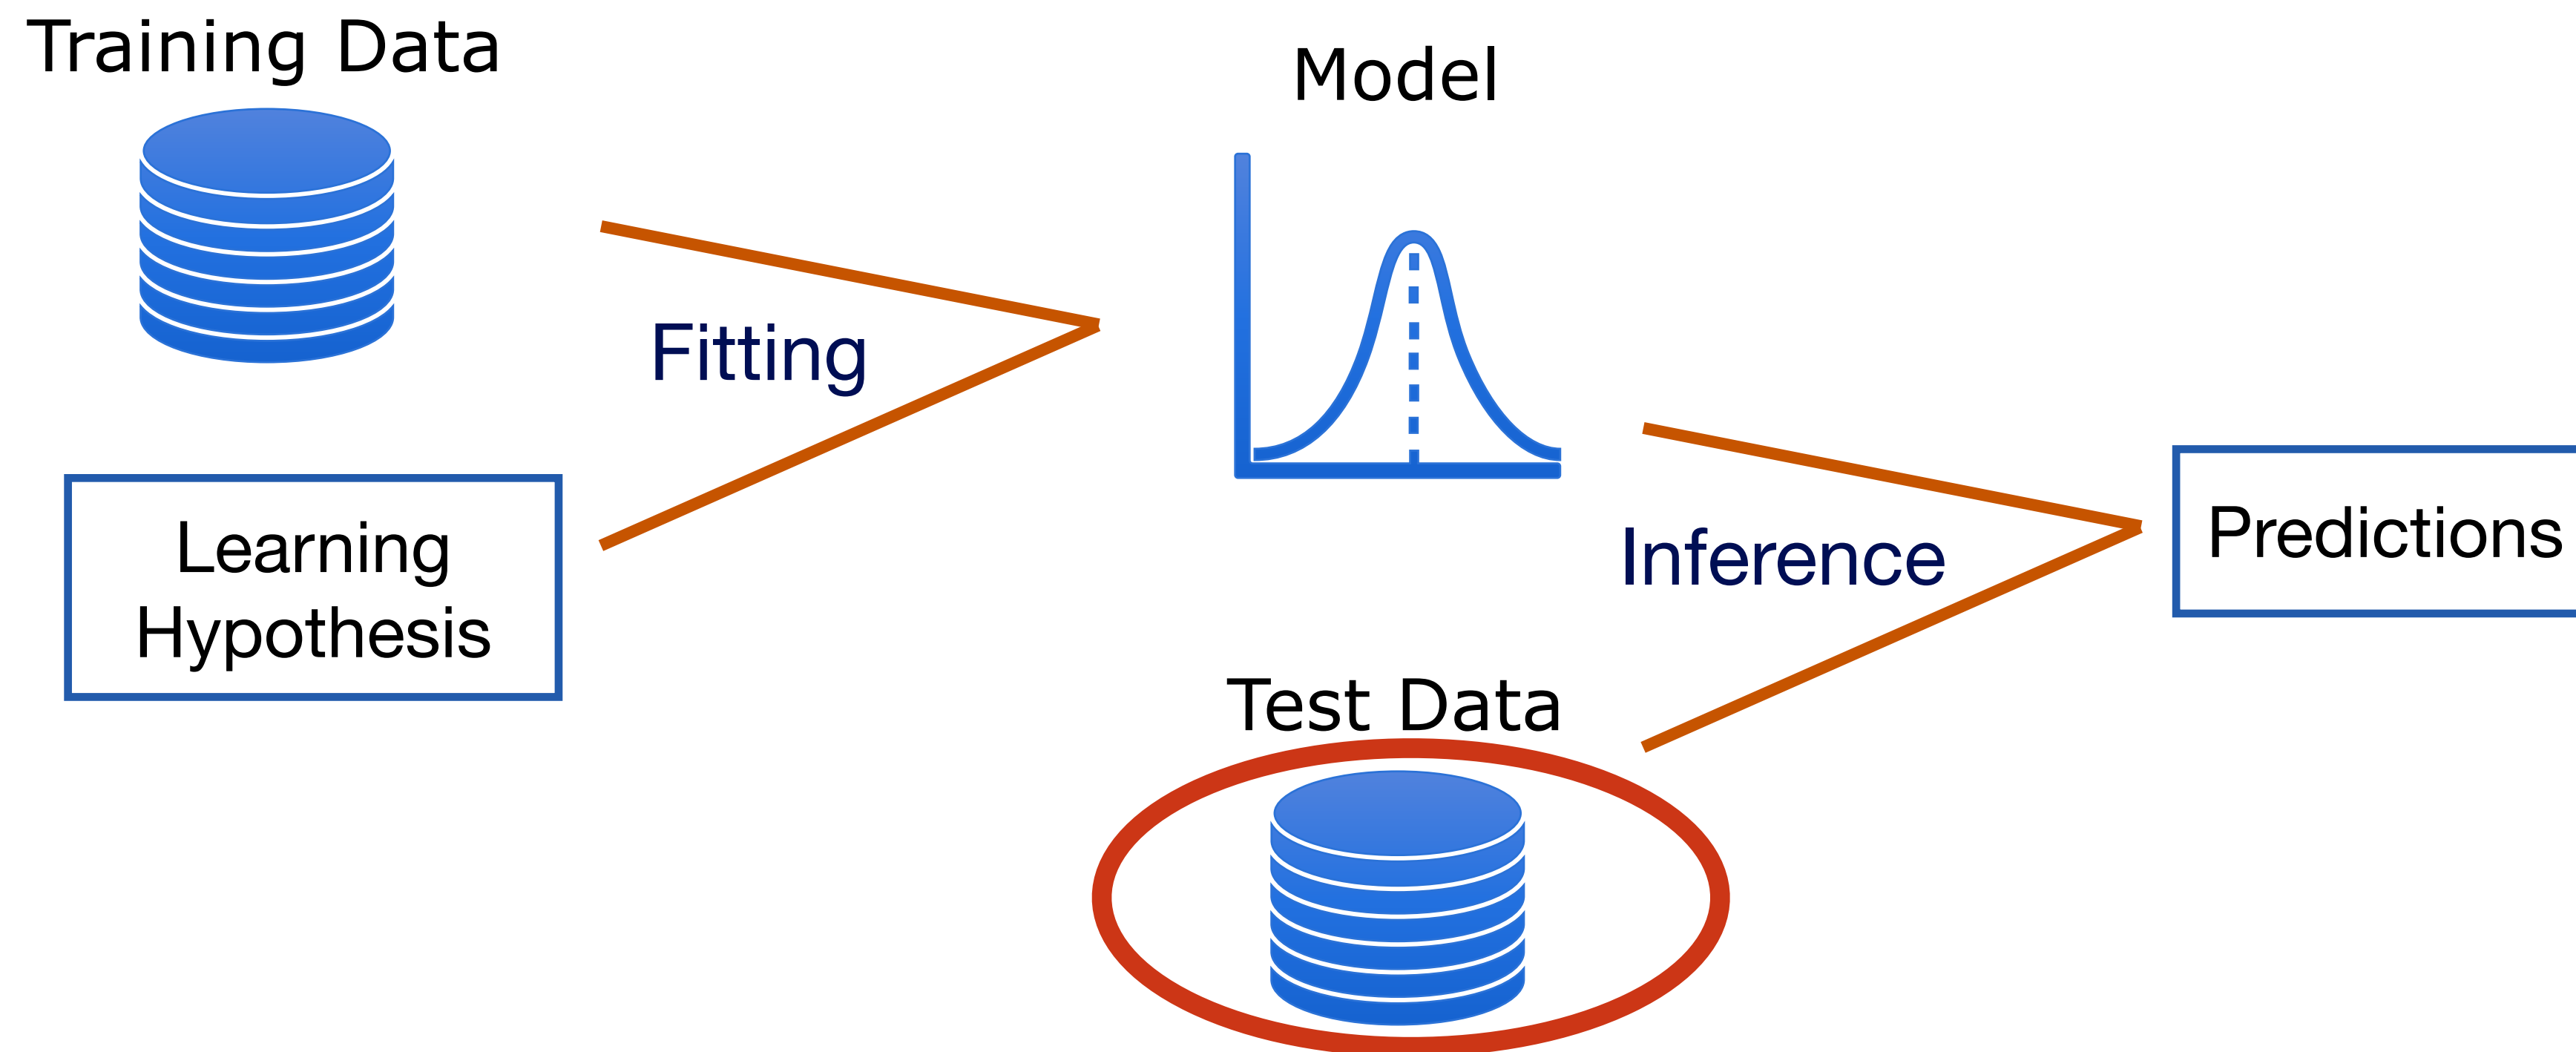 Training Data
Model
Fitting
Learning
Hypothesis
Inference
Predictions
Test Data